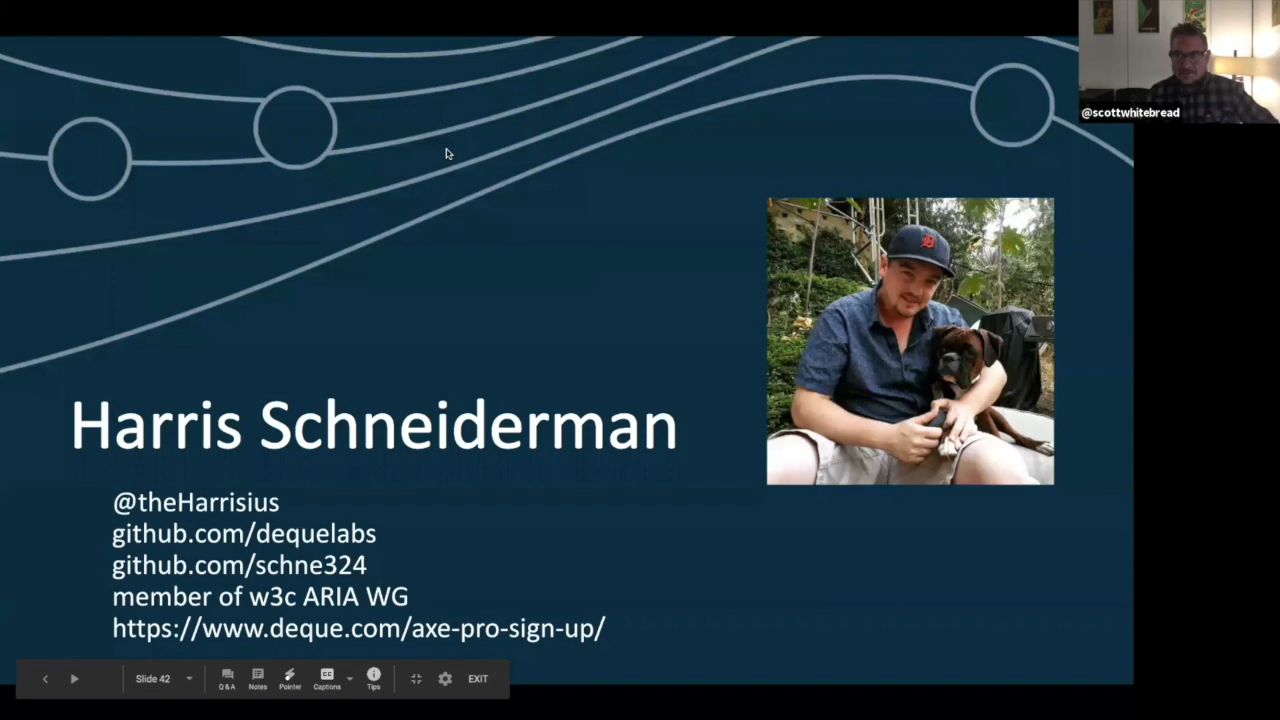 @scottwhitebread
D
Harris Schneiderman
@theHarrisius
github.com/dequelabs
github.com/schne324
member of w3c ARIA WG
https://www.deque.com/axe-pro-sign-up/
Slide 42
Q & A
Notes
Pointer
CC
Captions
Tips
EXIT